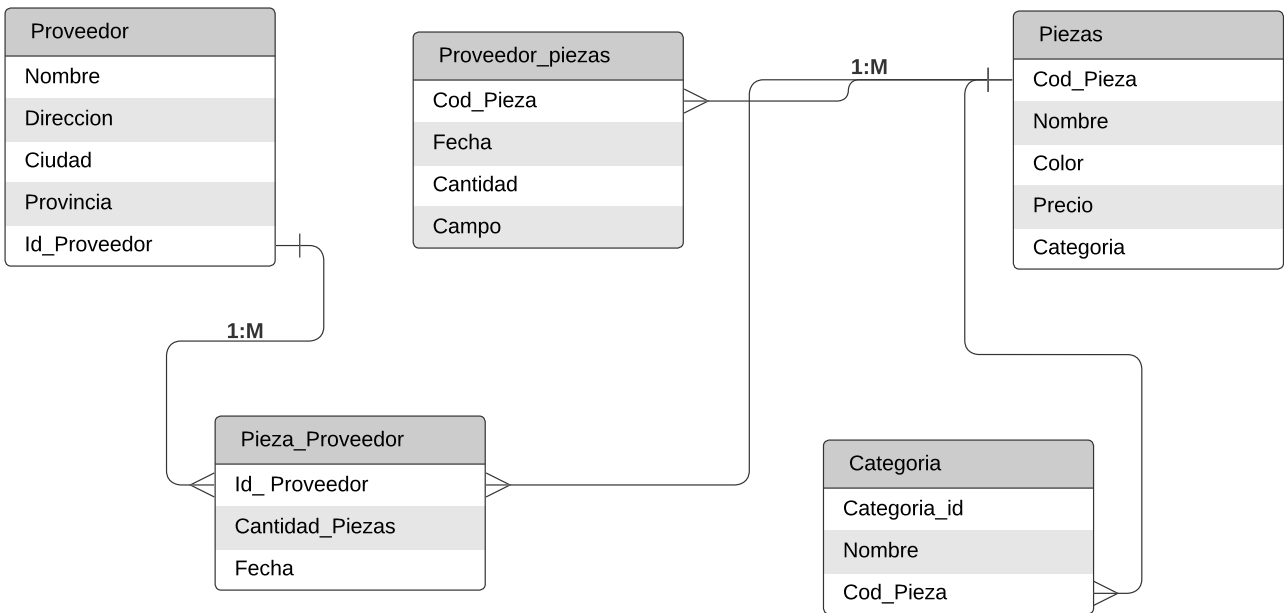 Proveedor
Nombre
Direccion
Ciudad
Provincia
Id_Proveedor
Proveedor_piezas
Cod_Pieza
Fecha
Cantidad
Campo
1:M
Piezas
Cod_Pieza
Nombre
Color
Precio
Categoria
1:M
Pieza_Proveedor
Id_ Proveedor
Cantidad_Piezas
Fecha
Categoria
Categoria_id
Nombre
Cod_Pieza